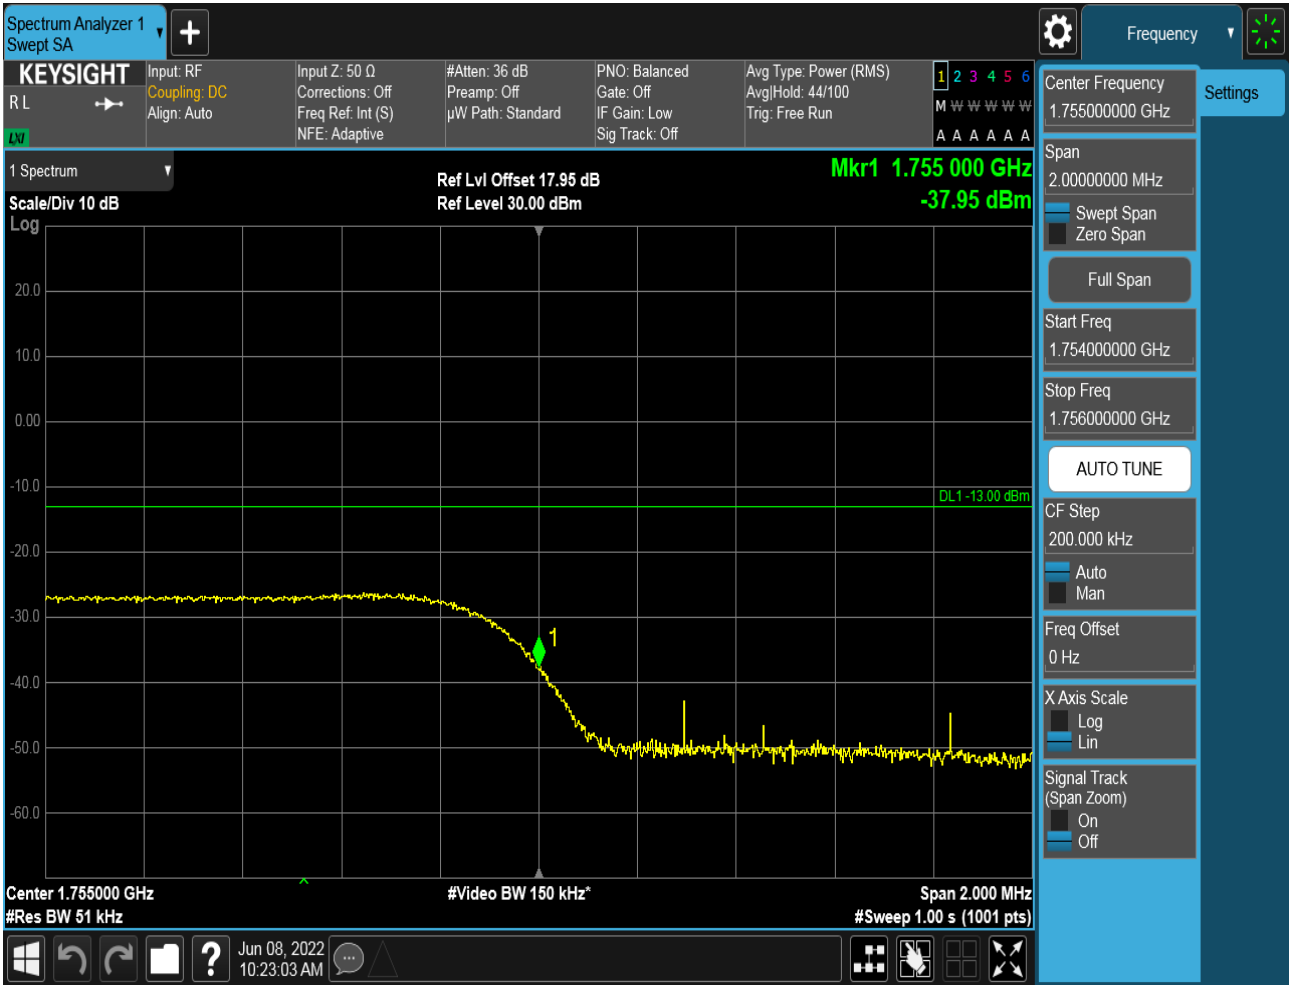 Spectrum Analyzer 1
Swept SA
Frequency
KEYSIGHT
R L
LXI
Input: RF
Coupling: DC
Align: Auto
Input Z: 50 Ω
Corrections: Off
Freq Ref: Int (S)
NFE: Adaptive
#Atten: 36 dB
Preamp: Off
µW Path: Standard
PNO: Balanced
Gate: Off
IF Gain: Low
Sig Track: Off
Avg Type: Power (RMS)
Avg|Hold: 44/100
Trig: Free Run
1 2 3 4 5 6
M W W W W W
A A A A A A
1 Spectrum
Scale/Div 10 dB
Log
Ref Lvl Offset 17.95 dB
Ref Level 30.00 dBm
Mkr1 1.755 000 GHz
-37.95 dBm
20.0
10.0
0.00
-10.0
DL1 -13.00 dBm
-20.0
-30.0
1
-40.0
-50.0
-60.0
Center 1.755000 GHz
#Res BW 51 kHz
#Video BW 150 kHz*
Span 2.000 MHz
#Sweep 1.00 s (1001 pts)
Center Frequency
1.755000000 GHz
Settings
Span
2.00000000 MHz
Swept Span
Zero Span
Full Span
Start Freq
1.754000000 GHz
Stop Freq
1.756000000 GHz
AUTO TUNE
CF Step
200.000 kHz
Auto
Man
Freq Offset
0 Hz
X Axis Scale
Log
Lin
Signal Track
(Span Zoom)
On
Off
?
Jun 08, 2022
10:23:03 AM